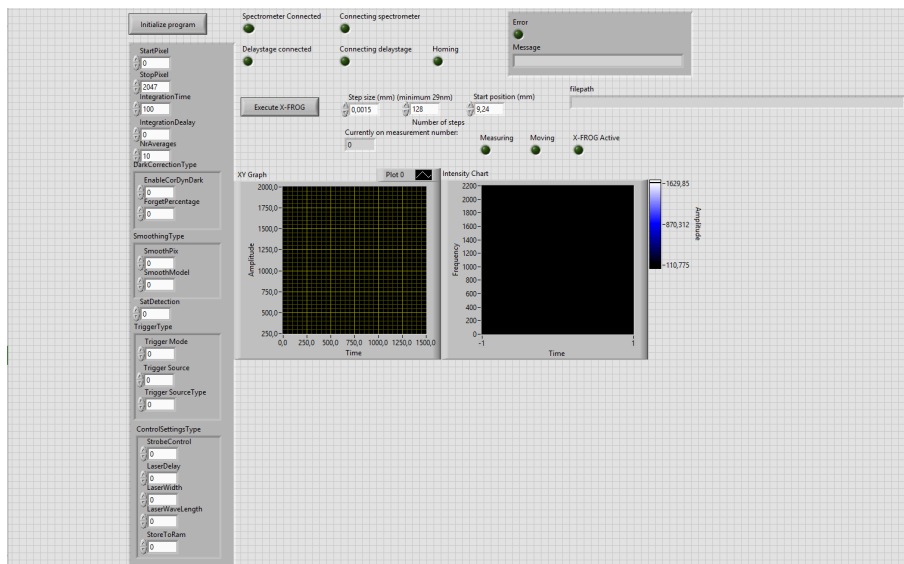 Initialize program
Spectrometer Connected
Connecting spectrometer
Delaystage connected
Connecting delaystage
Homing
Error
Message
StartPixel
0
StopPixel
2047
IntegrationTime
100
IntegrationDealay
0
NrAverages
10
DarkCorrectionType
EnableCorDynDark
0
ForgetPercentage
0
SmoothingType
SmoothPix
0
SmoothModel
0
SatDetection
0
TriggerType
Trigger Mode
0
Trigger Source
0
Trigger SourceType
0
ControlSettingsType
StrobeControl
0
LaserDelay
0
LaserWidth
0
LaserWaveLength
0
StoreToRam
0
Execute X-FROG
Step size (mm) (minimum 29nm)
0,0015
128
Number of steps
Start position (mm)
9,24
filepath
Currently on measurement number:
0
Measuring
Moving
X-FROG Active
XY Graph
Plot 0
2000,0
1750,0
1500,0
1250,0
1000,0
750,0
500,0
250,0
Amplitude
0,0 250,0 500,0 750,0 1000,0 1250,0 1500,0
Time
Intensity Chart
2200
2000
1800
1600
1400
1200
1000
800
600
400
200
0
Frequency
-1 1
Time
1629,85
870,312
110,775
Amplitude